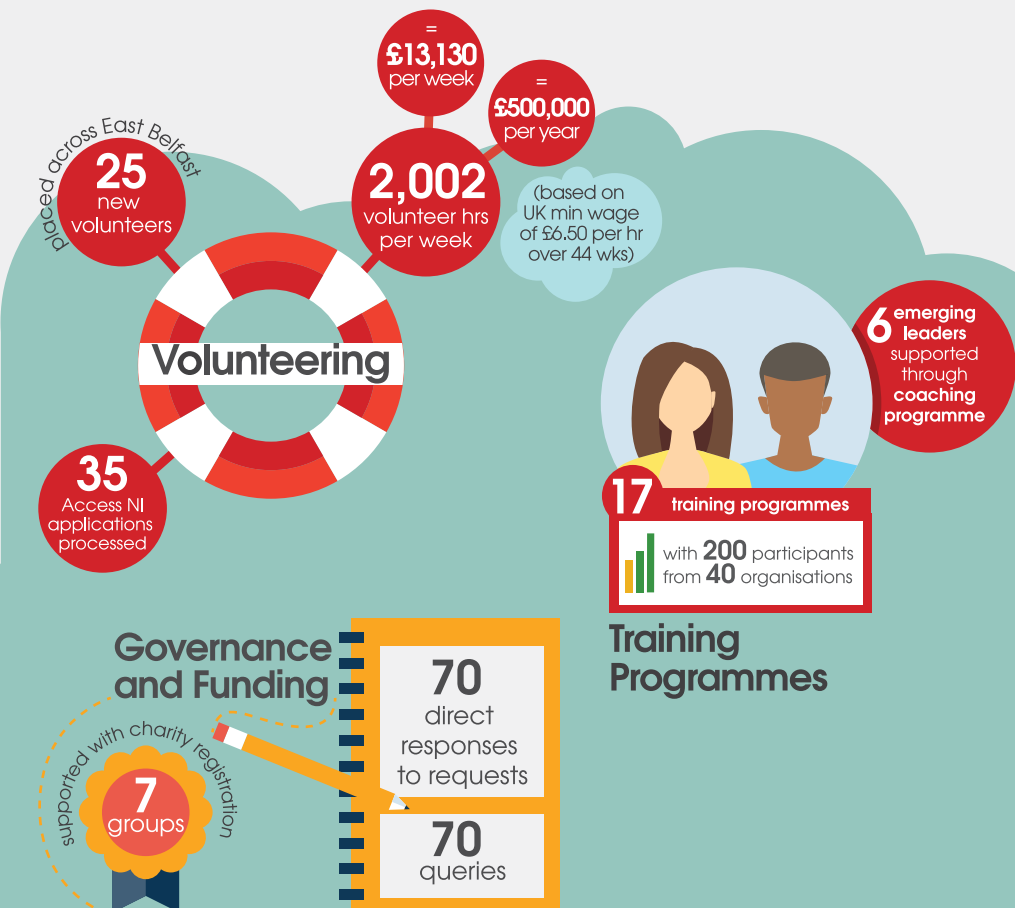 =
£13,130
per week
=
£500,000
per year
placed across East Belfast
25
new
volunteers
2,002
volunteer hrs
per week
(based on
UK min wage
of £6.50 per hr
over 44 wks)
Volunteering
35
Access NI
applications
processed
6 emerging
leaders
supported
through
coaching
programme
17 training programmes
with 200 participants
from 40 organisations
Training
Programmes
Governance
and Funding
supported with charity registration
7
groups
70
direct
responses
to requests
70
queries